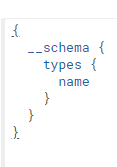 {
  __schema {
    types {
      name
    }
  }
}